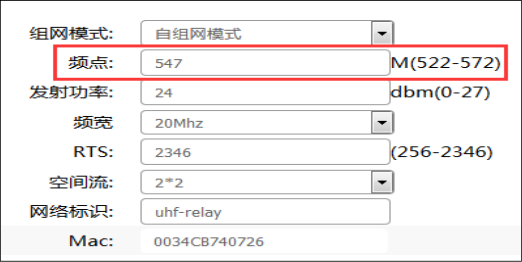 组网模式: 自组网模式
频点: 547 M(522-572)
发射功率: 24 dbm(0-27)
频宽 20Mhz
RTS: 2346 (256-2346)
空间流: 2*2
网络标识: uhf-relay
Mac: 0034CB740726